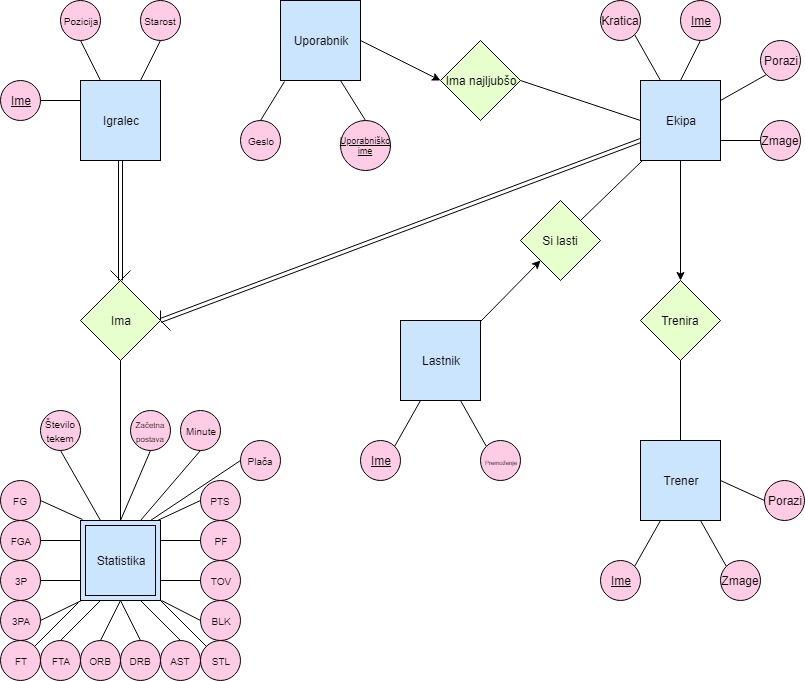 Pozicija
Starost
Ime
Igralec
Uporabnik
Geslo
Uporabniško
ime
Ima najljubšo
Kratica
Ime
Porazi
Zmage
Ekipa
Si lasti
Ima
Trenira
Lastnik
Ime
Premoženje
Trener
Porazi
Ime
Zmage
Število
tekem
Začetna
postava
Minute
Plača
FG
PTS
FGA
PF
Statistika
3P
TOV
3PA
BLK
FT
FTA
ORB
DRB
AST
STL